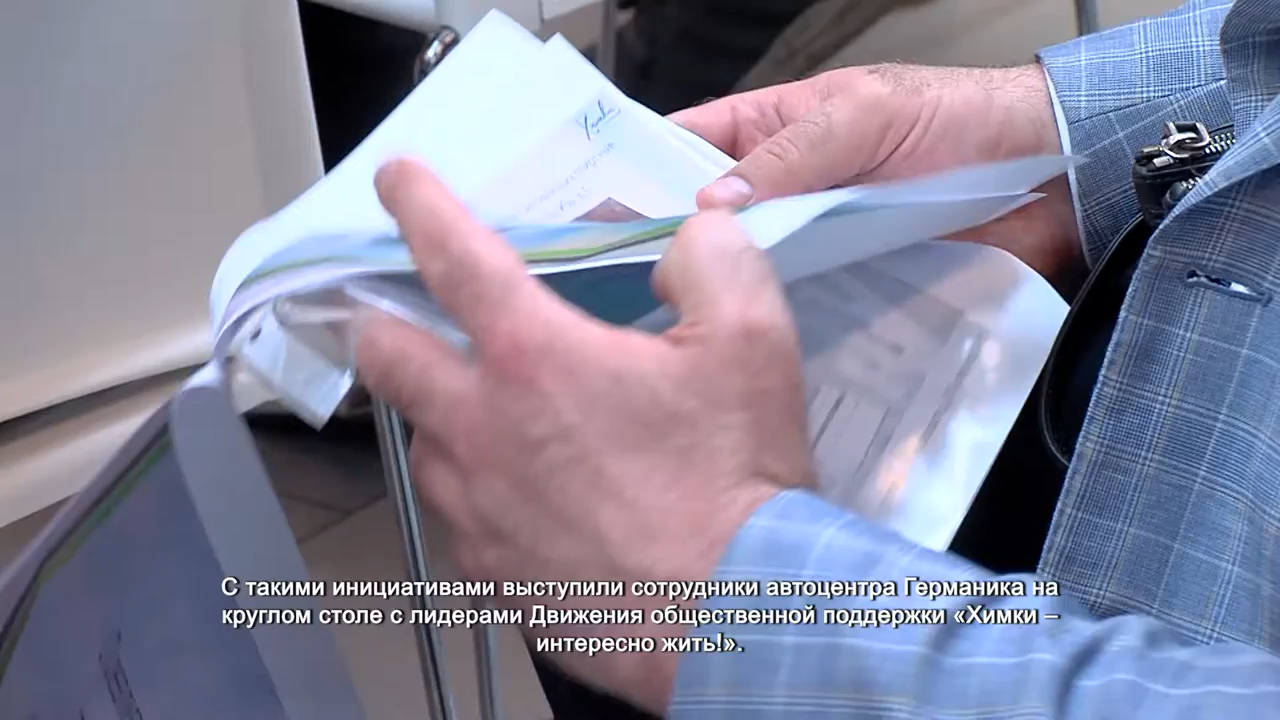 С такими инициативами выступили сотрудники автоцентра Германика на
круглом столе с лидерами Движения общественной поддержки «Химки –
интересно жить!».